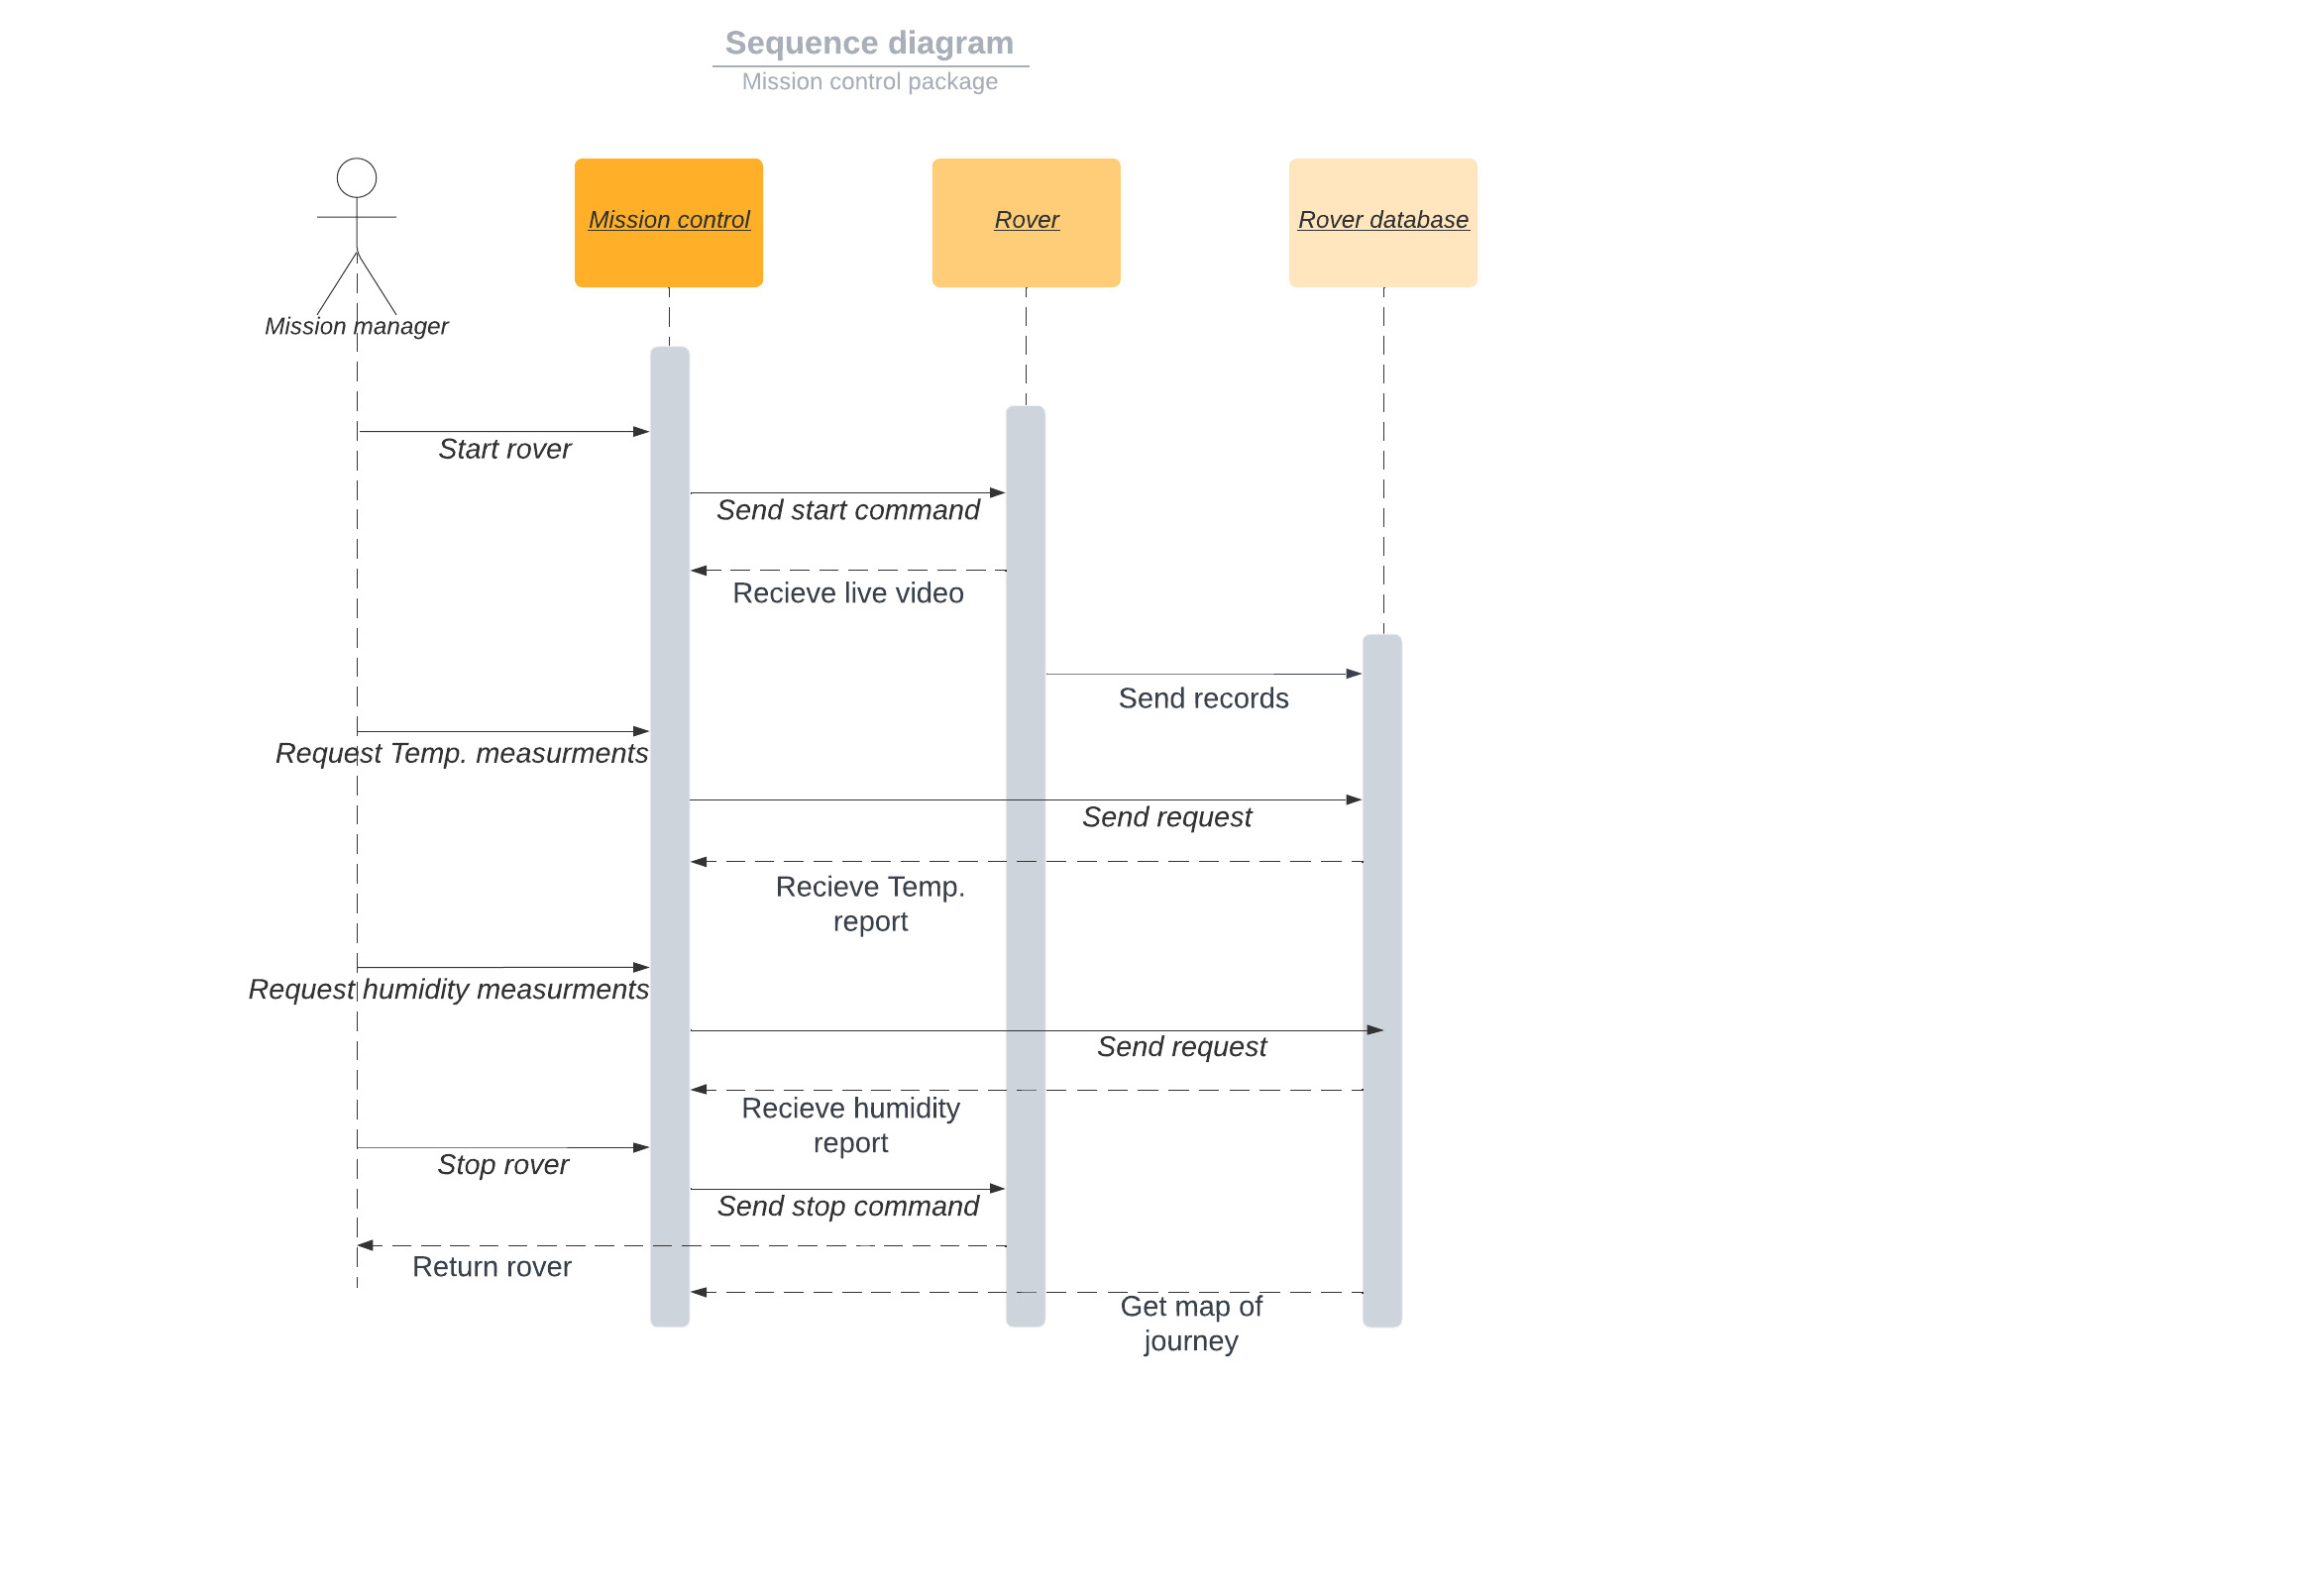 Sequence diagram
Mission control package
Mission control
Rover
Rover database
Mission manager
Start rover
Send start command
Recieve live video
Send records
Request Temp. measurments
Send request
Recieve Temp.
report
Request humidity measurments
Send request
Recieve humidity
report
Stop rover
Send stop command
Return rover
Get map of
journey